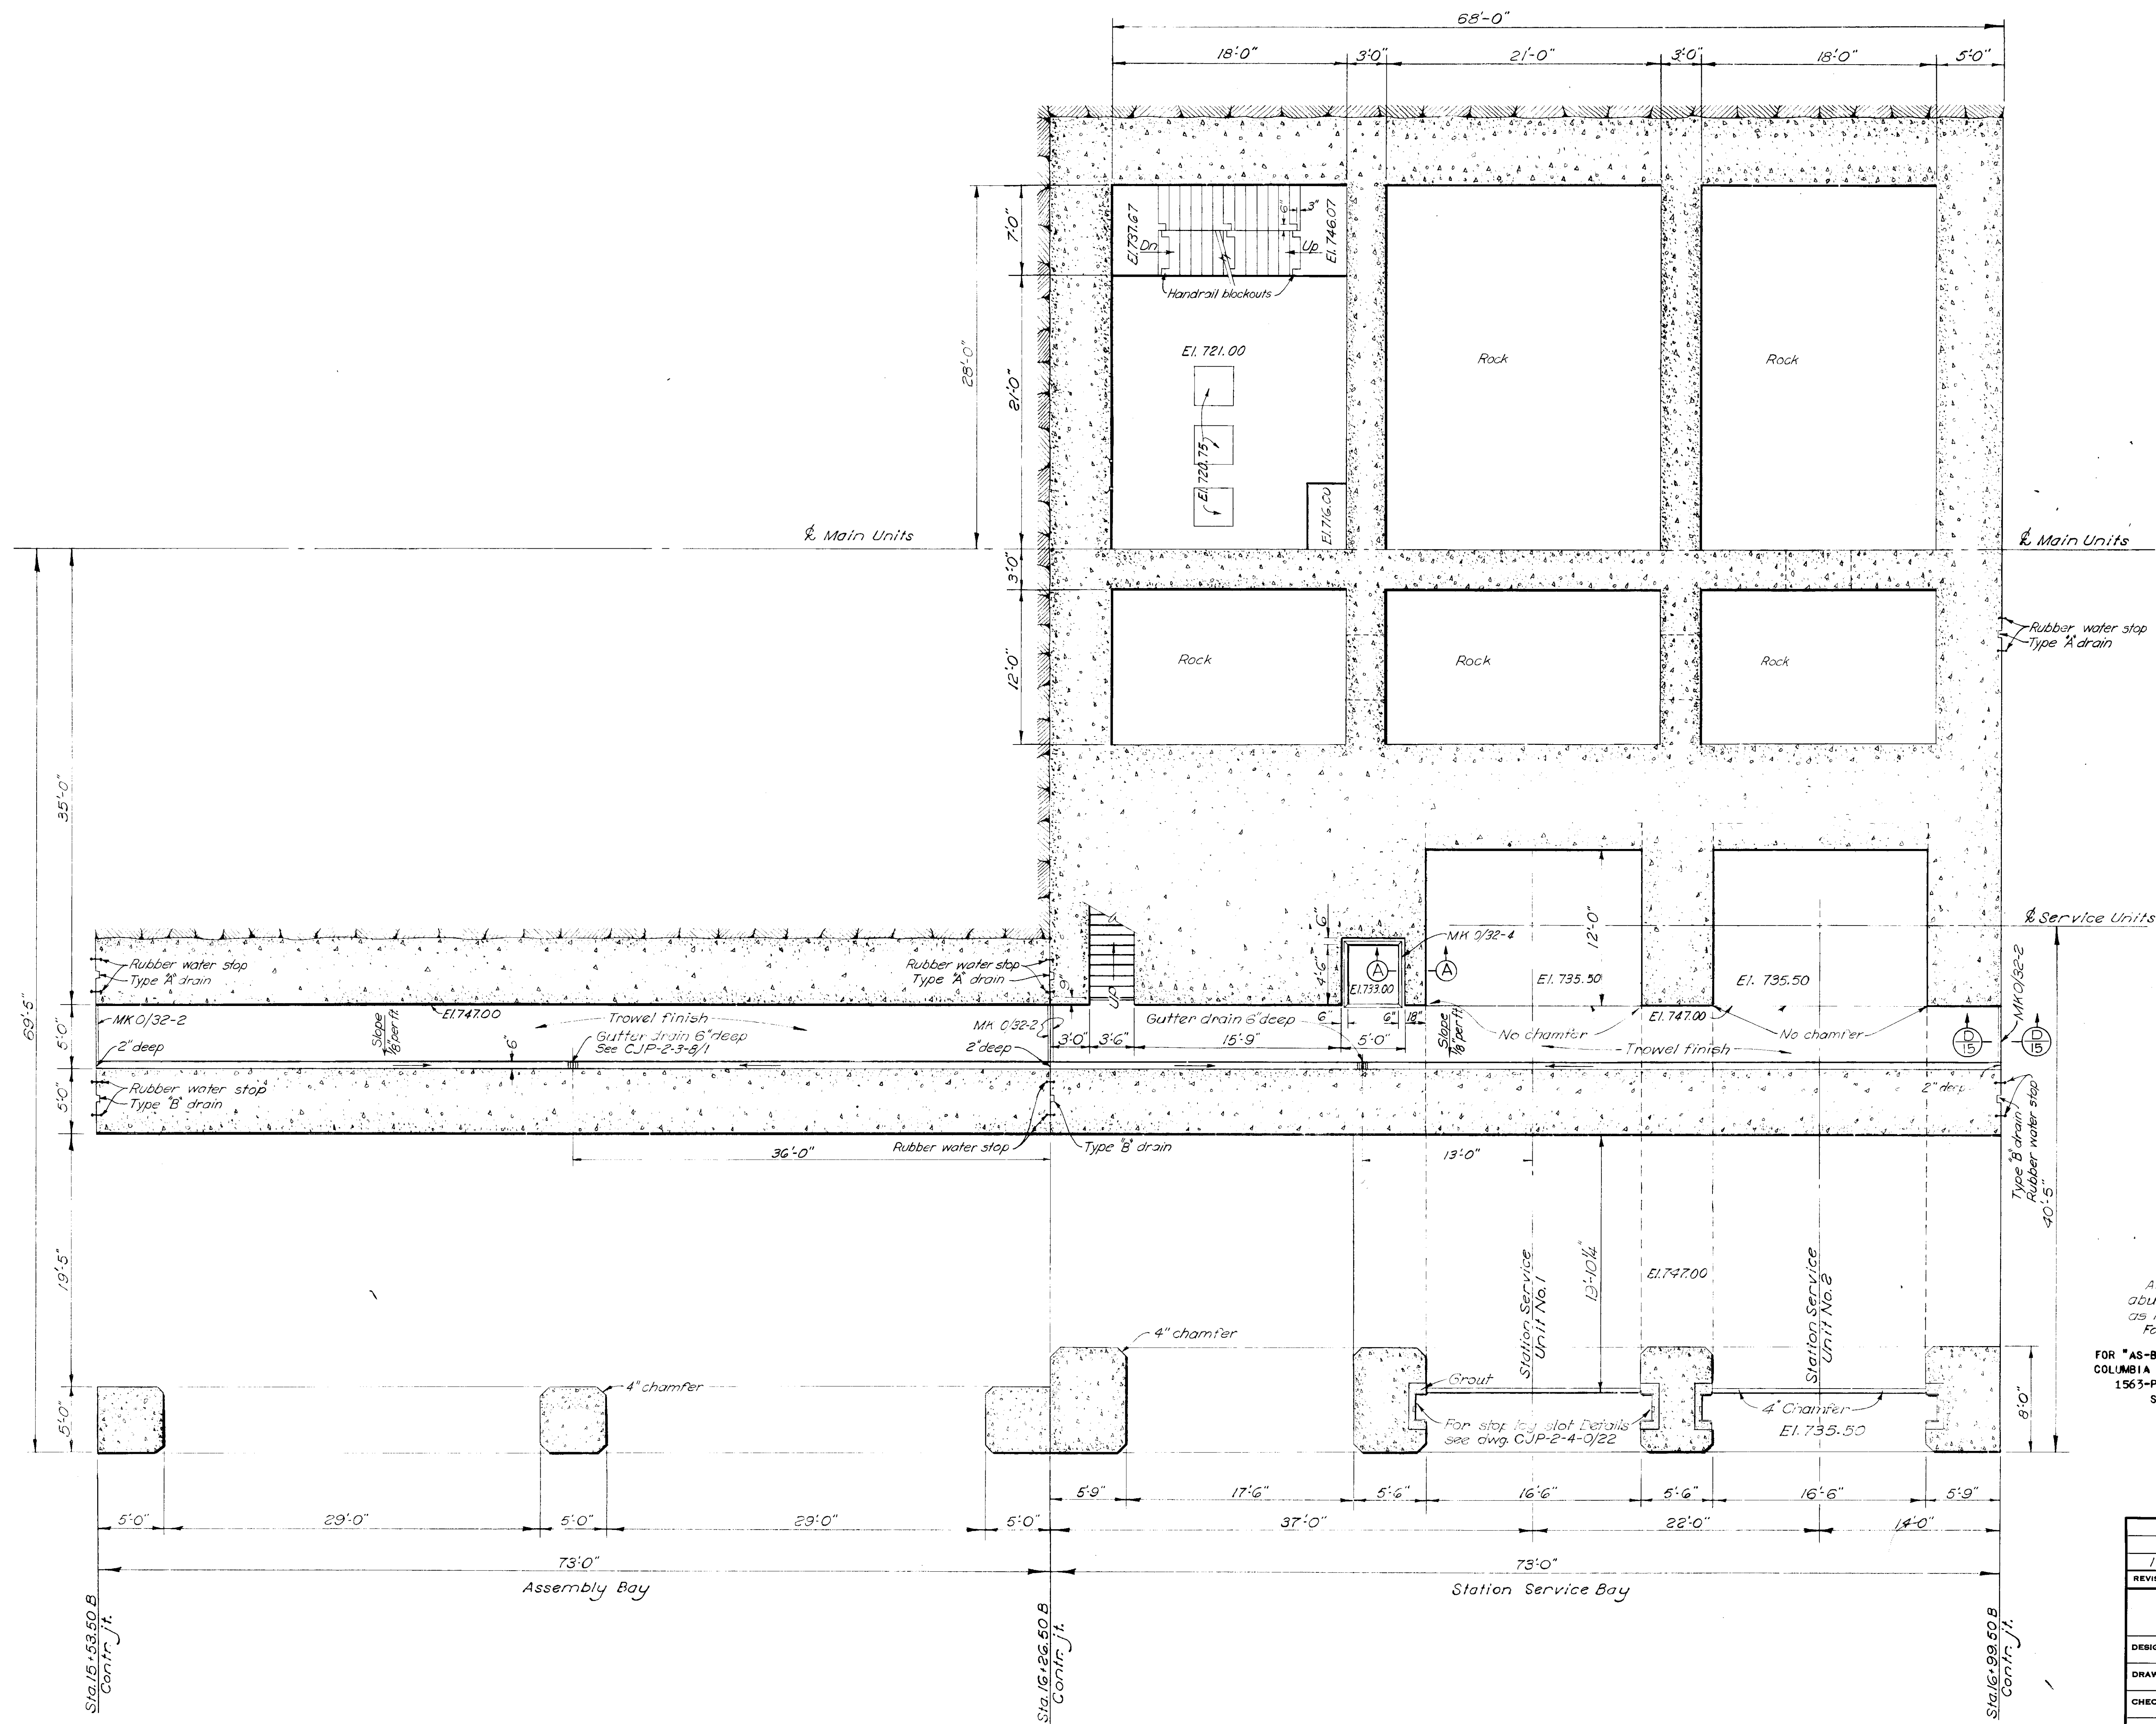 68'-0"
18'-0"
3'-0"
21'-0"
3'-0"
18'-0"
5'-0"
7'-0"
28'-0"
21'-0"
El. 737.67
Dn
6"
3"
Up
El. 746.07
Handrail blockouts
El. 721.00
Rock
Rock
El. 720.75
El. 716.00
℄ Main Units
℄ Main Units
3'-0"
12'-0"
Rock
Rock
Rock
Rubber water stop
Type "A" drain
69'-5"
35'-0"
5'-0"
5'-0"
19'-5"
5'-0"
℄ Service Units
Rubber water stop
Type "A" drain
Rubber water stop
Type "A" drain
9"
Up
6"
4'-6"
MK 0/32-4
A
A
El. 733.00
12'-0"
El. 735.50
El. 735.50
MK 0/32-2
El. 747.00
Slope
1/8" per ft.
Trowel finish
Gutter drain 6" deep
See CJP-2-3-8/1
6"
2" deep
MK 0/32-2
2" deep
3'-0"
3'-6"
Gutter drain 6" deep
15'-9"
6"
6"
18"
5'-0"
Slope
1/8" per ft.
No chamfer
El. 747.00
No chamfer
Trowel finish
D
15
D
15
MK 0/32-2
2" deep
Rubber water stop
Type "B" drain
36'-0"
Rubber water stop
Type "B" drain
13'-0"
Type "B" drain
Rubber water stop
40'-5"
Station Service
Unit No. 1
19'-10¼"
El. 747.00
Station Service
Unit No. 2
4" chamfer
4" chamfer
Grout
For stop log slot Details
see dwg. CJP-2-4-0/22
4" Chamfer
El. 735.50
8'-0"
abu
as
Fo
FOR "AS-B
COLUMBIA
1563-P
S
5'-9"
17'-6"
5'-6"
16'-6"
5'-6"
16'-6"
5'-9"
5'-0"
29'-0"
5'-0"
29'-0"
5'-0"
37'-0"
22'-0"
14'-0"
73'-0"
Assembly Bay
73'-0"
Station Service Bay
Sta. 15+53.50 B
Contr. jt.
Sta. 16+26.50 B
Contr. jt.
Sta. 16+99.50 B
Contr. jt.
1
REVIS
DESIG
DRAW
CHEC